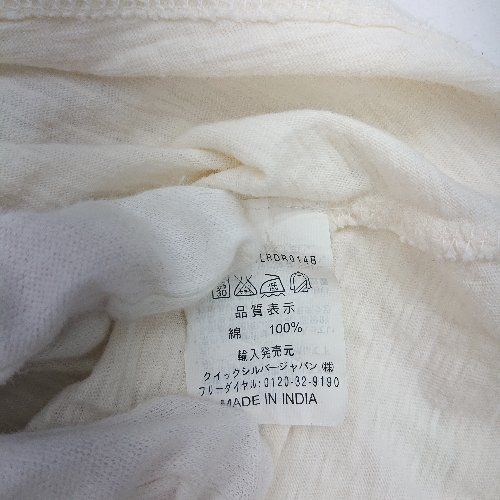 LRDR014B
品質表示
綿 100%
輸入発売元
クイックシルバージャパン(株)
フリーダイヤル:0120-32-9190
MADE IN INDIA